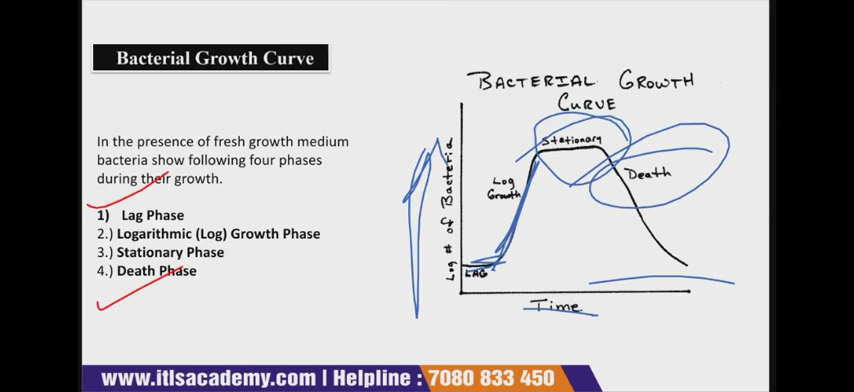 Bacterial Growth Curve
In the presence of fresh growth medium
bacteria show following four phases
during their growth.
1) Lag Phase
2.) Logarithmic (Log) Growth Phase
3.) Stationary Phase
4.) Death Phase
BACTERIAL GROWTH
CURVE
Log # of Bacteria
LAG
Log
Growth
Stationary
Death
Time
www.itlsacademy.com | Helpline : 7080 833 450